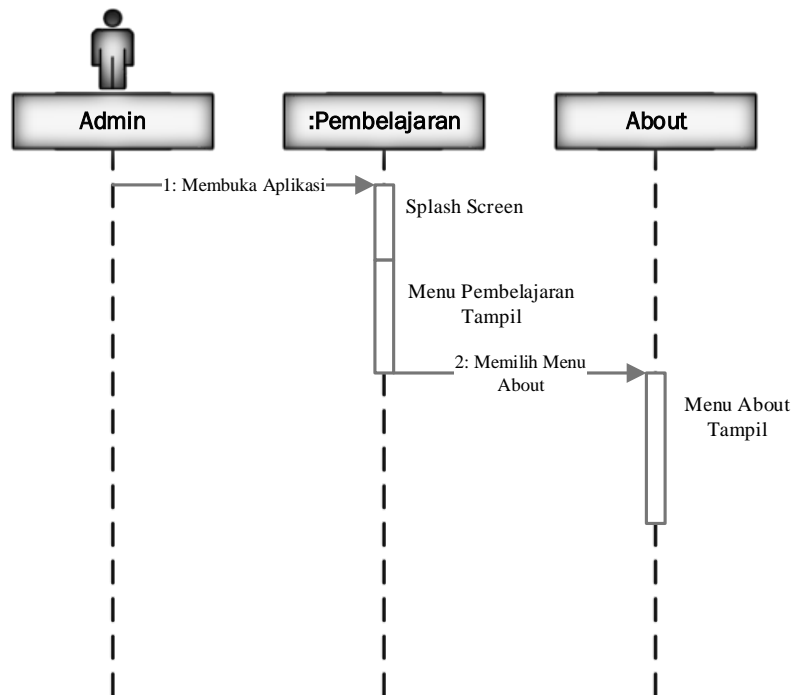 Admin
:Pembelajaran
About
1: Membuka Aplikasi
Splash Screen
Menu Pembelajaran
Tampil
2: Memilih Menu
About
Menu About
Tampil